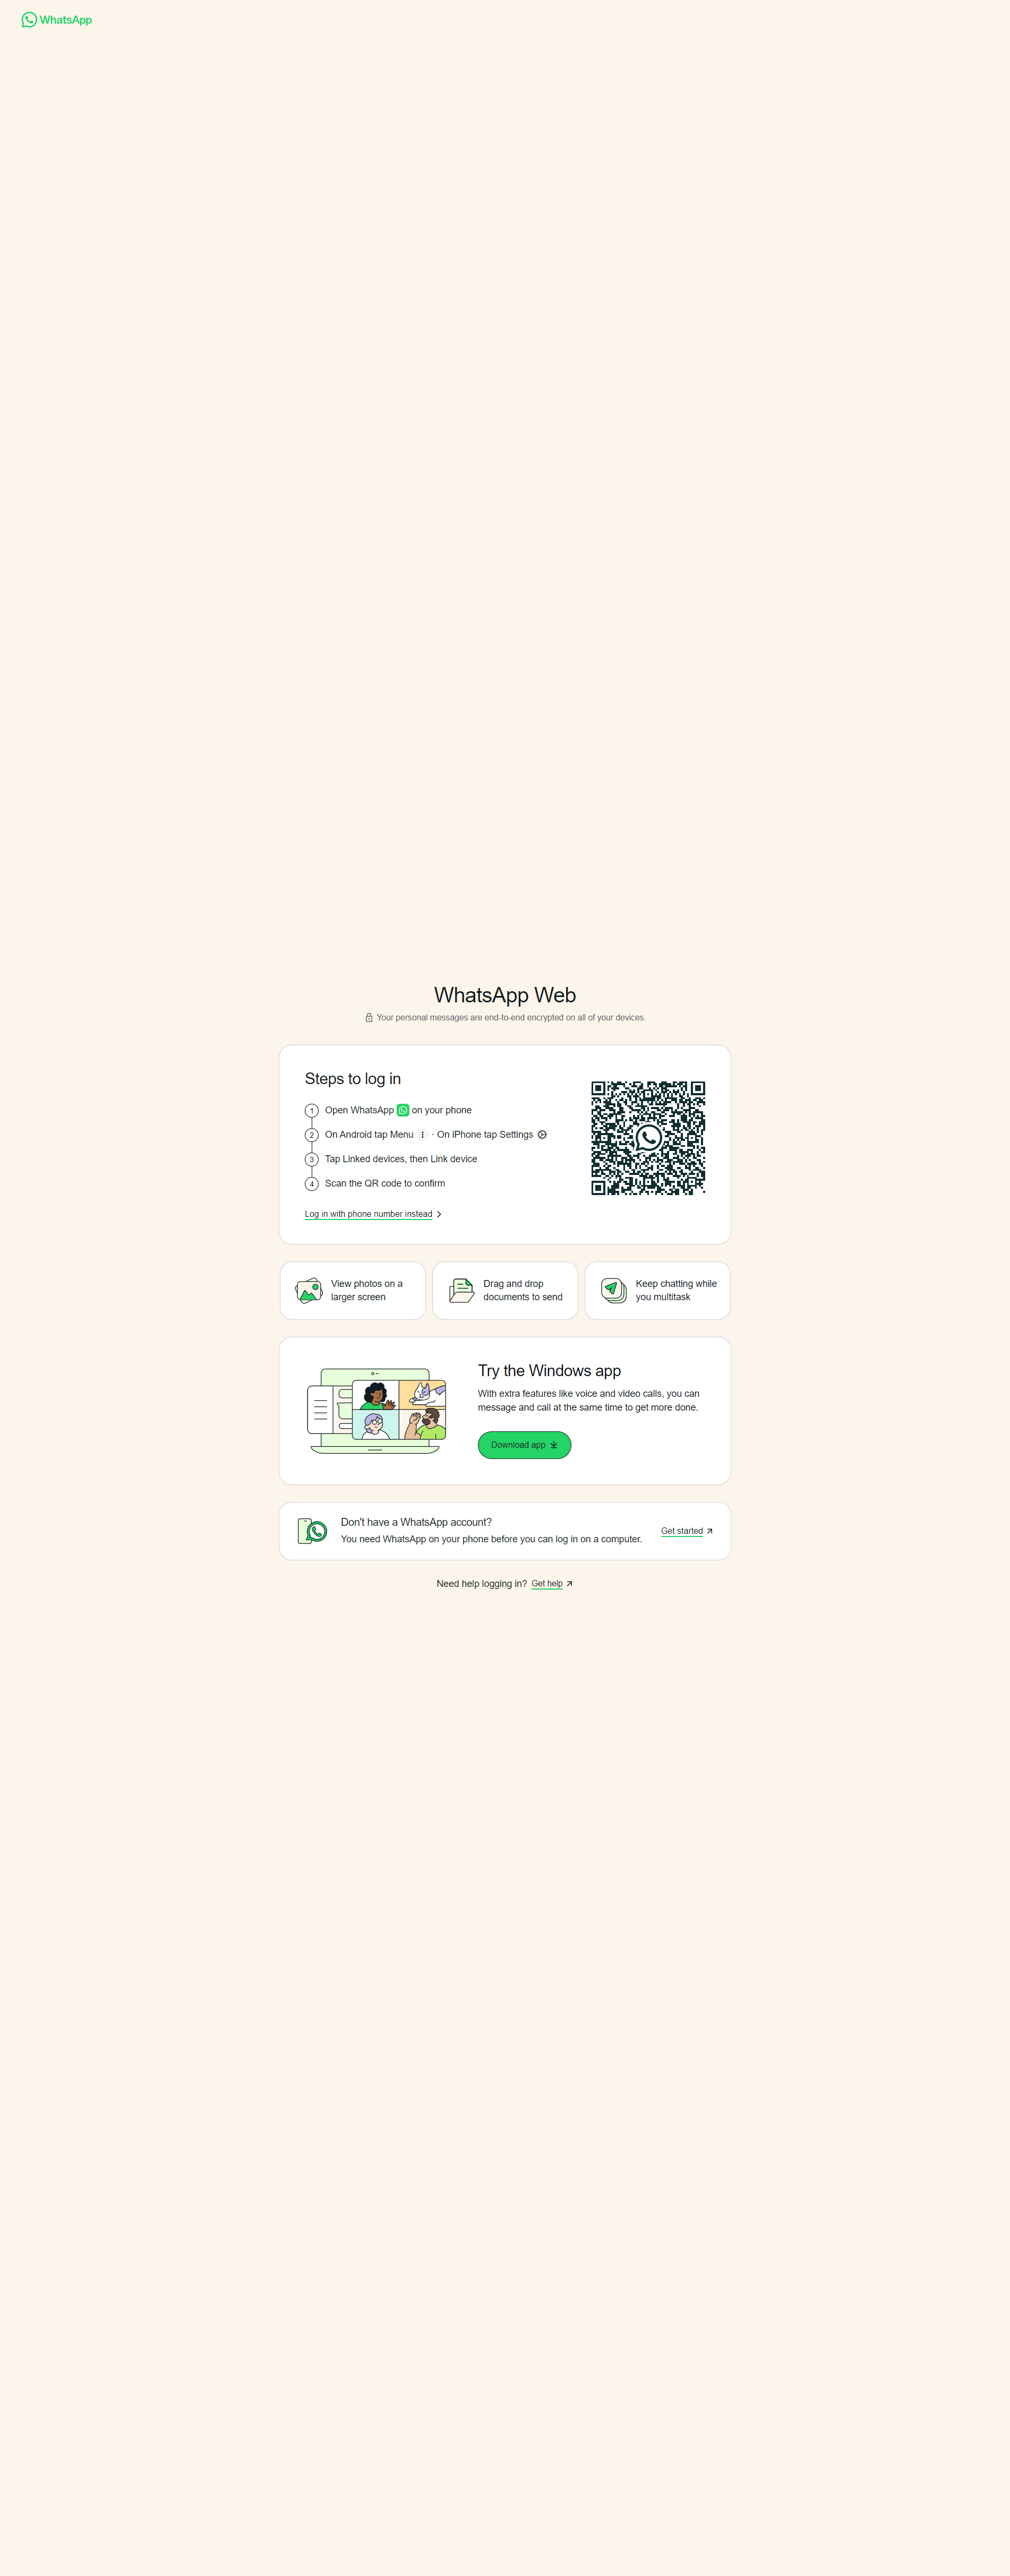 WhatsApp
WhatsApp Web
Your personal messages are end-to-end encrypted on all of your devices.
Steps to log in
1 Open WhatsApp on your phone
2 On Android tap Menu · On iPhone tap Settings
3 Tap Linked devices, then Link device
4 Scan the QR code to confirm
Log in with phone number instead
View photos on a
larger screen
Drag and drop
documents to send
Keep chatting while
you multitask
Try the Windows app
With extra features like voice and video calls, you can
message and call at the same time to get more done.
Download app
Don't have a WhatsApp account?
You need WhatsApp on your phone before you can log in on a computer.
Get started
Need help logging in? Get help